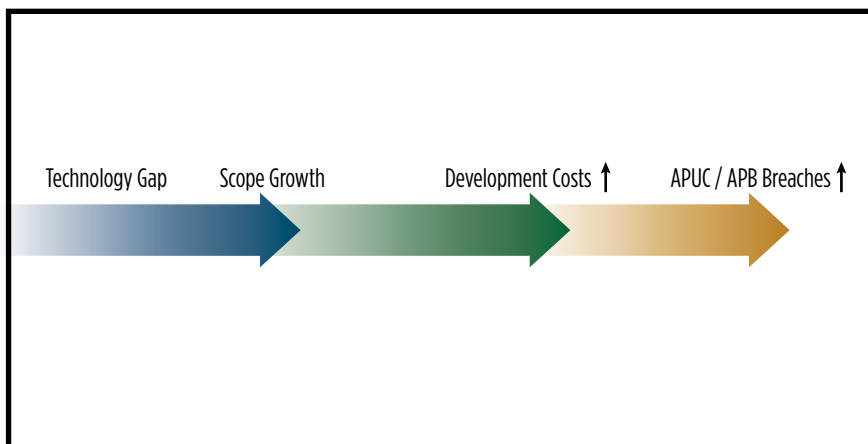 Technology Gap Scope Growth Development Costs ↑ APUC / APB Breaches ↑